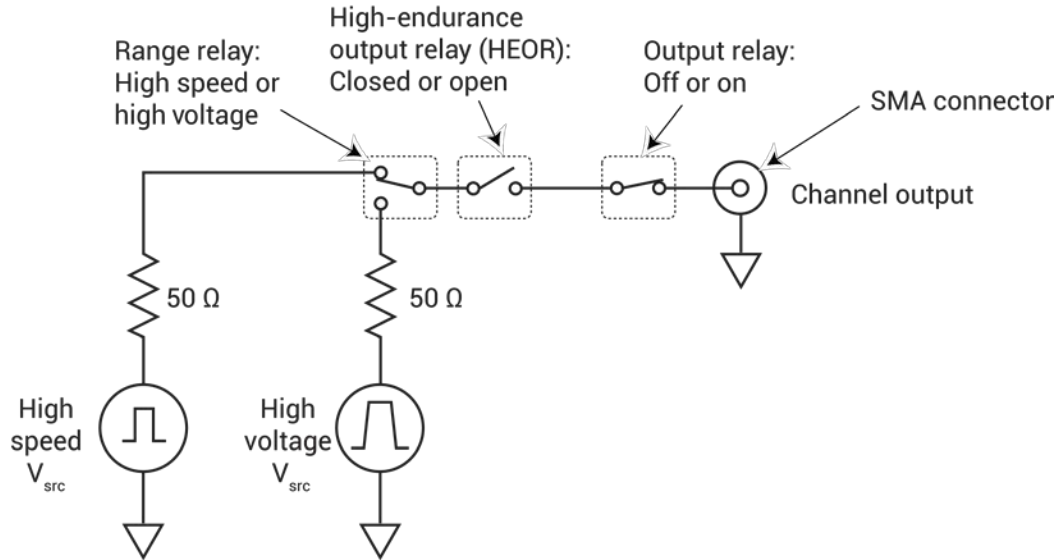 High-endurance
output relay (HEOR):
Closed or open
Range relay:
High speed or
high voltage
Output relay:
Off or on
SMA connector
Channel output
50 Ω
50 Ω
High
speed
Vsrc
High
voltage
Vsrc